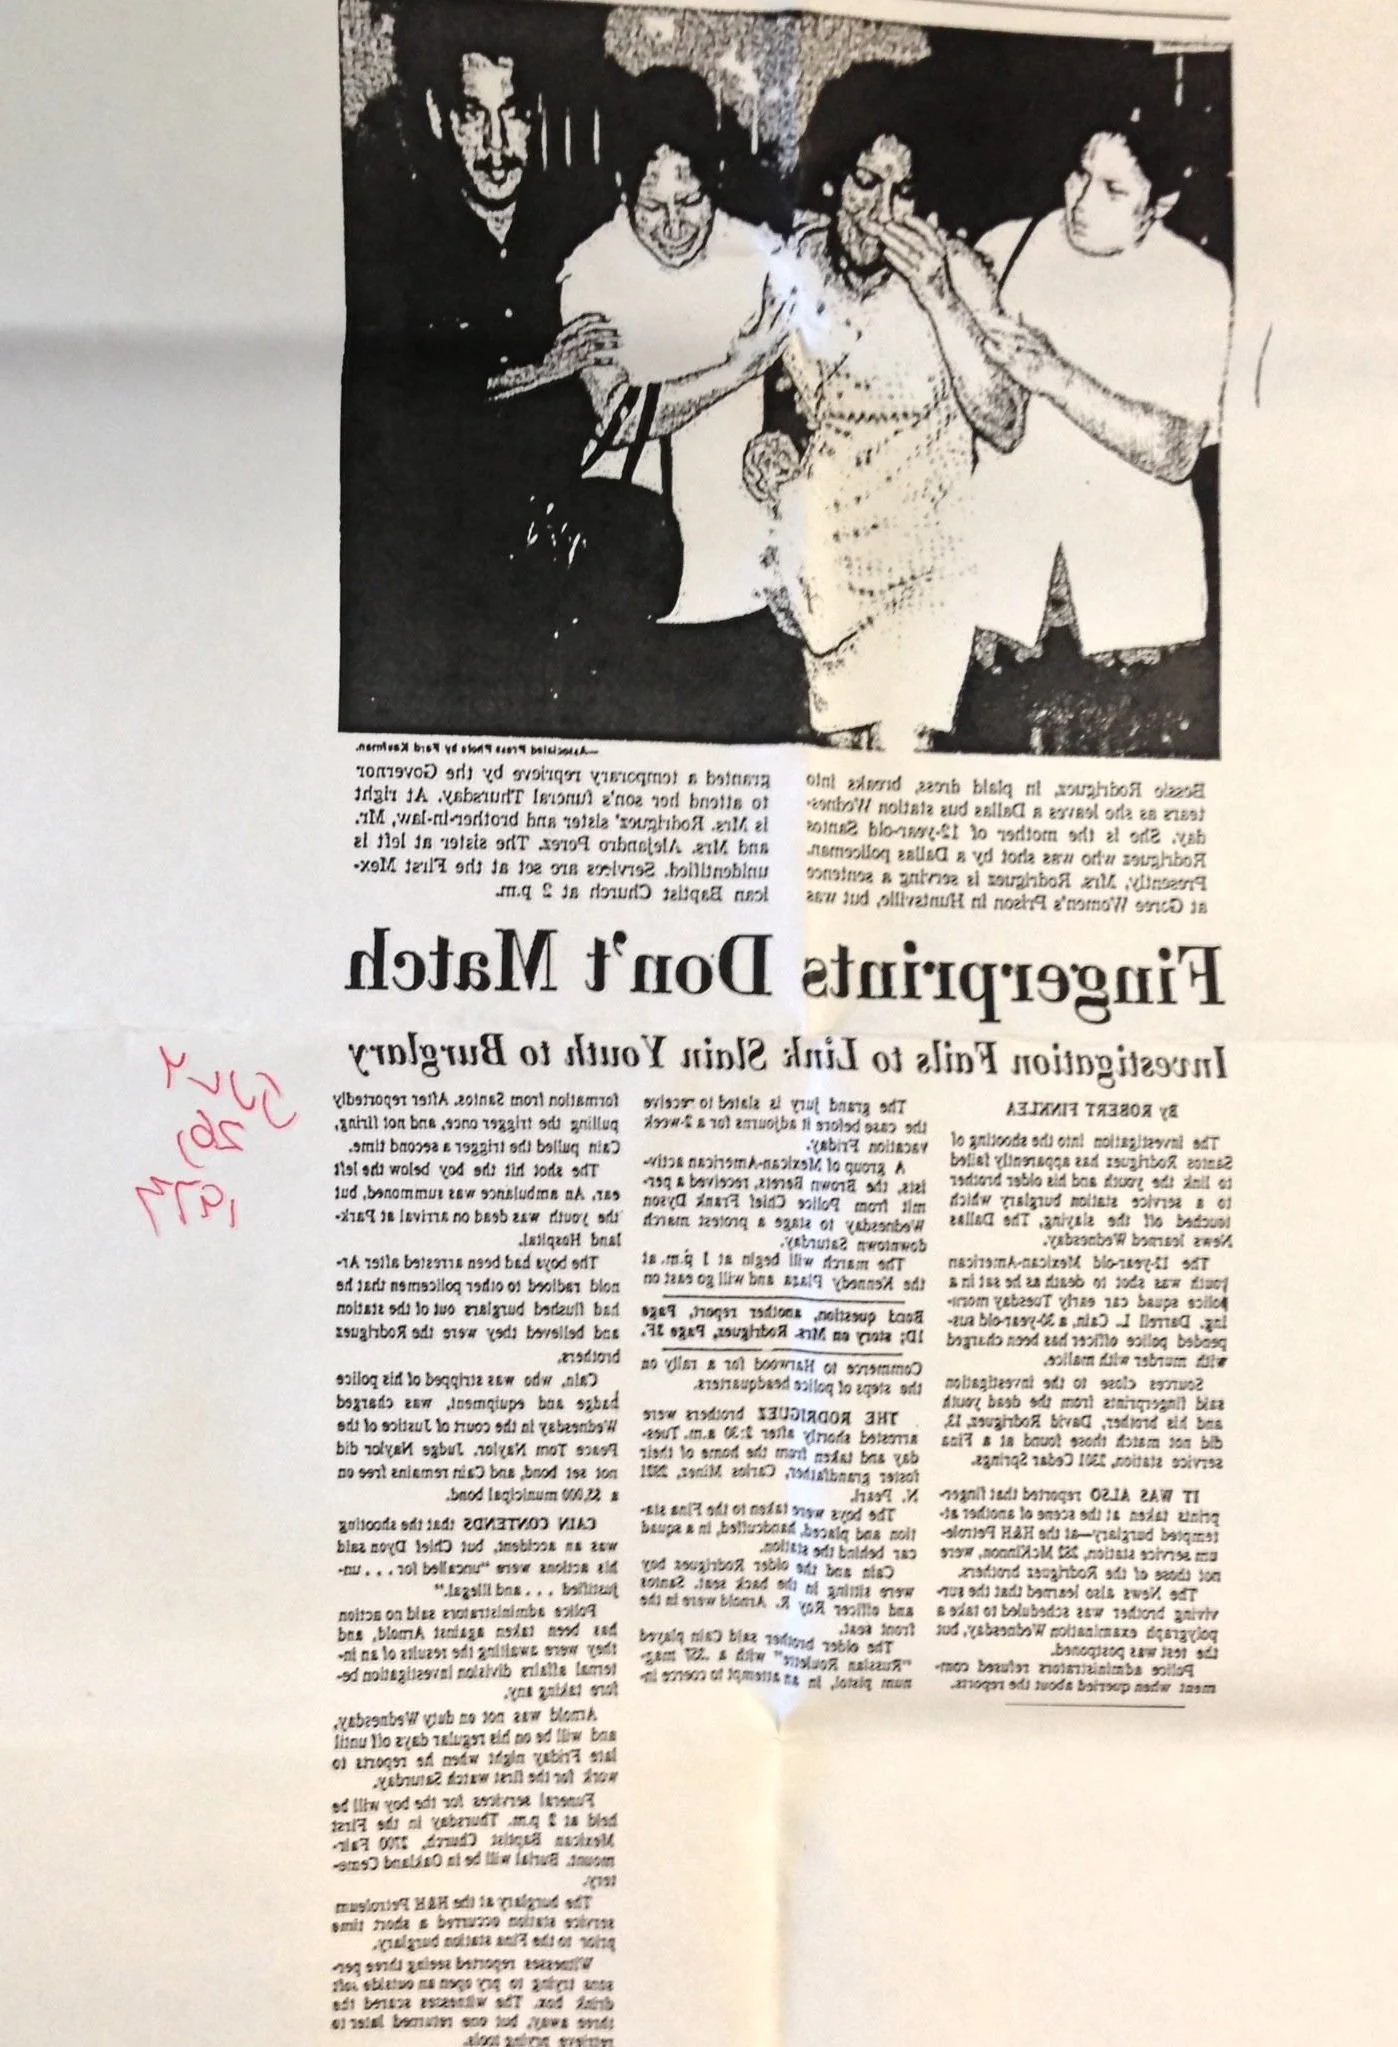 —Associated Press Photo by Ferd Kaufman.
Bessie Rodriguez, in plaid dress, breaks into
tears as she leaves a Dallas bus station Wednes-
day. She is the mother of 12-year-old Santos
Rodriguez who was shot by a Dallas policeman.
Presently, Mrs. Rodriguez is serving a sentence
at Goree Women's Prison in Huntsville, but was
granted a temporary reprieve by the Governor
to attend her son's funeral Thursday. At right
is Mrs. Rodriguez' sister and brother-in-law, Mr.
and Mrs. Alejandro Perez. The sister at left is
unidentified. Services are set at the First Mex-
ican Baptist Church at 2 p.m.
Fingerprints Don't Match
Investigation Fails to Link Slain Youth to Burglary
By ROBERT FINKLEA
The investigation into the shooting of
Santos Rodriguez has apparently failed
to link the youth and his older brother
to a service station burglary which
touched off the slaying, The Dallas
News learned Wednesday.
The 12-year-old Mexican-American
youth was shot to death as he sat in a
police squad car early Tuesday morn-
ing. Darrell L. Cain, a 30-year-old sus-
pended police officer has been charged
with murder with malice.
Sources close to the investigation
said fingerprints from the dead youth
and his brother, David Rodriguez, 13,
did not match those found at a Fina
service station, 2301 Cedar Springs.
IT WAS ALSO reported that finger-
prints taken at the scene of another at-
tempted burglary—at the H&H Petrole-
um service station, 252 McKinnon, were
not those of the Rodriguez brothers.
The News also learned that the sur-
viving brother was scheduled to take a
polygraph examination Wednesday, but
the test was postponed.
Police administrators refused com-
ment when queried about the reports.
The grand jury is slated to receive
the case before it adjourns for a 2-week
vacation Friday.
A group of Mexican-American activ-
ists, the Brown Berets, received a per-
mit from Police Chief Frank Dyson
Wednesday to stage a protest march
downtown Saturday.
The march will begin at 1 p.m. at
the Kennedy Plaza and will go east on
Bond question, another report, Page
1D; story on Mrs. Rodriguez, Page 3F.
Commerce to Harwood for a rally on
the steps of police headquarters.
THE RODRIGUEZ brothers were
arrested shortly after 2:30 a.m. Tues-
day and taken from the home of their
foster grandfather, Carlos Miner, 2921
N. Pearl.
The boys were taken to the Fina sta-
tion and placed, handcuffed, in a squad
car behind the station.
Cain and the older Rodriguez boy
were sitting in the back seat. Santos
and officer Roy R. Arnold were in the
front seat.
The older brother said Cain played
"Russian Roulette" with a .357 mag-
num pistol, in an attempt to coerce in-
formation from Santos. After reportedly
pulling the trigger once, and not firing,
Cain pulled the trigger a second time.
The shot hit the boy below the left
ear. An ambulance was summoned, but
the youth was dead on arrival at Park-
land Hospital.
The boys had been arrested after Ar-
nold radioed to other policemen that he
had flushed burglars out of the station
and believed they were the Rodriguez
brothers.
Cain, who was stripped of his police
badge and equipment, was charged
Wednesday in the court of Justice of the
Peace Tom Naylor. Judge Naylor did
not set bond, and Cain remains free on
a $5,000 municipal bond.
CAIN CONTENDS that the shooting
was an accident, but Chief Dyon said
his actions were "uncalled for . . . un-
justified . . . and illegal."
Police administrators said no action
has been taken against Arnold, and
they were awaiting the results of an in-
ternal affairs division investigation be-
fore taking any.
Arnold was not on duty Wednesday,
and will be on his regular days off until
late Friday night when he reports to
work for the first watch Saturday.
Funeral services for the boy will be
held at 2 p.m. Thursday in the First
Mexican Baptist Church, 2700 Fair-
mount. Burial will be in Oakland Ceme-
tery.
The burglary at the H&H Petroleum
service station occurred a short time
prior to the Fina station burglary.
Witnesses reported seeing three per-
sons trying to pry open an outside soft
drink box. The witnesses scared the
three away, but one returned later to
retrieve prying tools.
July
26,
1973